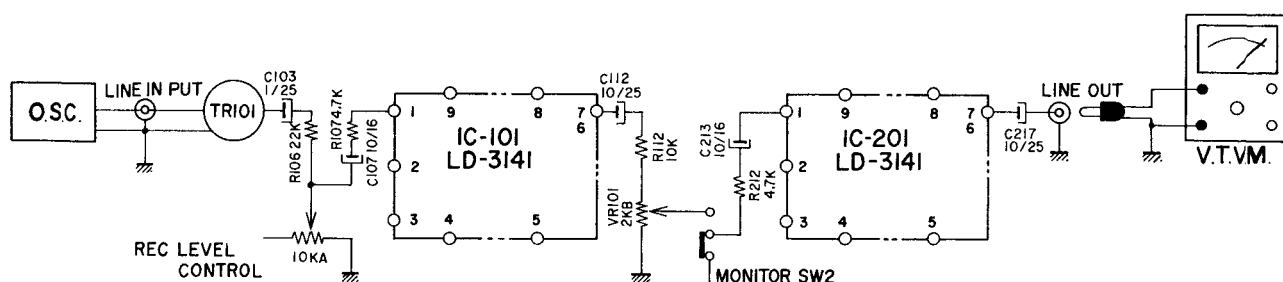 O.S.C.
LINE IN PUT
TR101
C103
1/25
R106 22K
R107 4.7K
C107 10/16
REC LEVEL
CONTROL
10KA
1
9
8
7
6
IC-101
LD-3141
2
3
4
5
C112
10/25
R112
10K
VR101
2KB
MONITOR SW2
C213
10/16
R212
4.7K
1
9
8
7
6
IC-201
LD-3141
2
3
4
5
C217
10/25
LINE OUT
V.T.VM.